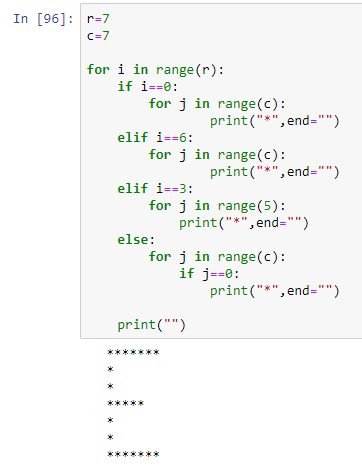 In [96]: r=7
c=7

for i in range(r):
    if i==0:
        for j in range(c):
                print("*",end="")
    elif i==6:
        for j in range(c):
                print("*",end="")
    elif i==3:
        for j in range(5):
            print("*",end="")
    else:
        for j in range(c):
            if j==0:
                print("*",end="")

    print("")
*******
*
*
*****
*
*
*******